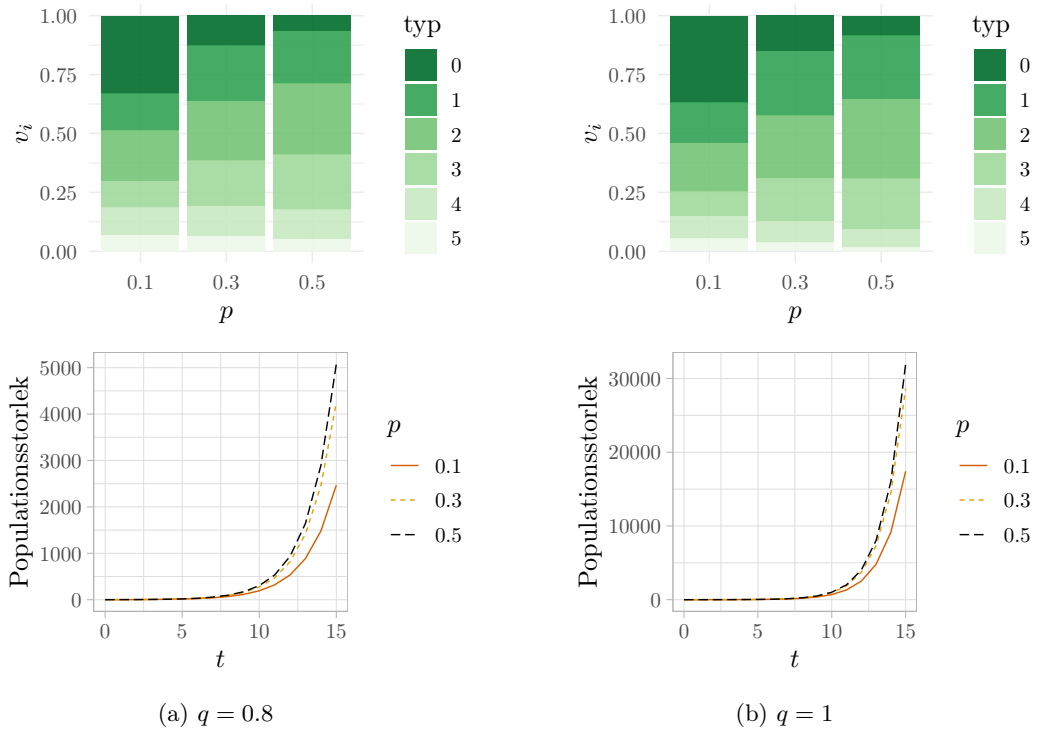 1.00
0.75
0.50
0.25
0.00
v_i
0.1 0.3 0.5
p
typ
0
1
2
3
4
5
1.00
0.75
0.50
0.25
0.00
v_i
0.1 0.3 0.5
p
typ
0
1
2
3
4
5
5000
4000
3000
2000
1000
0
Populationsstorlek
0 5 10 15
t
p
0.1
0.3
0.5
(a) q = 0.8
30000
20000
10000
0
Populationsstorlek
0 5 10 15
t
p
0.1
0.3
0.5
(b) q = 1